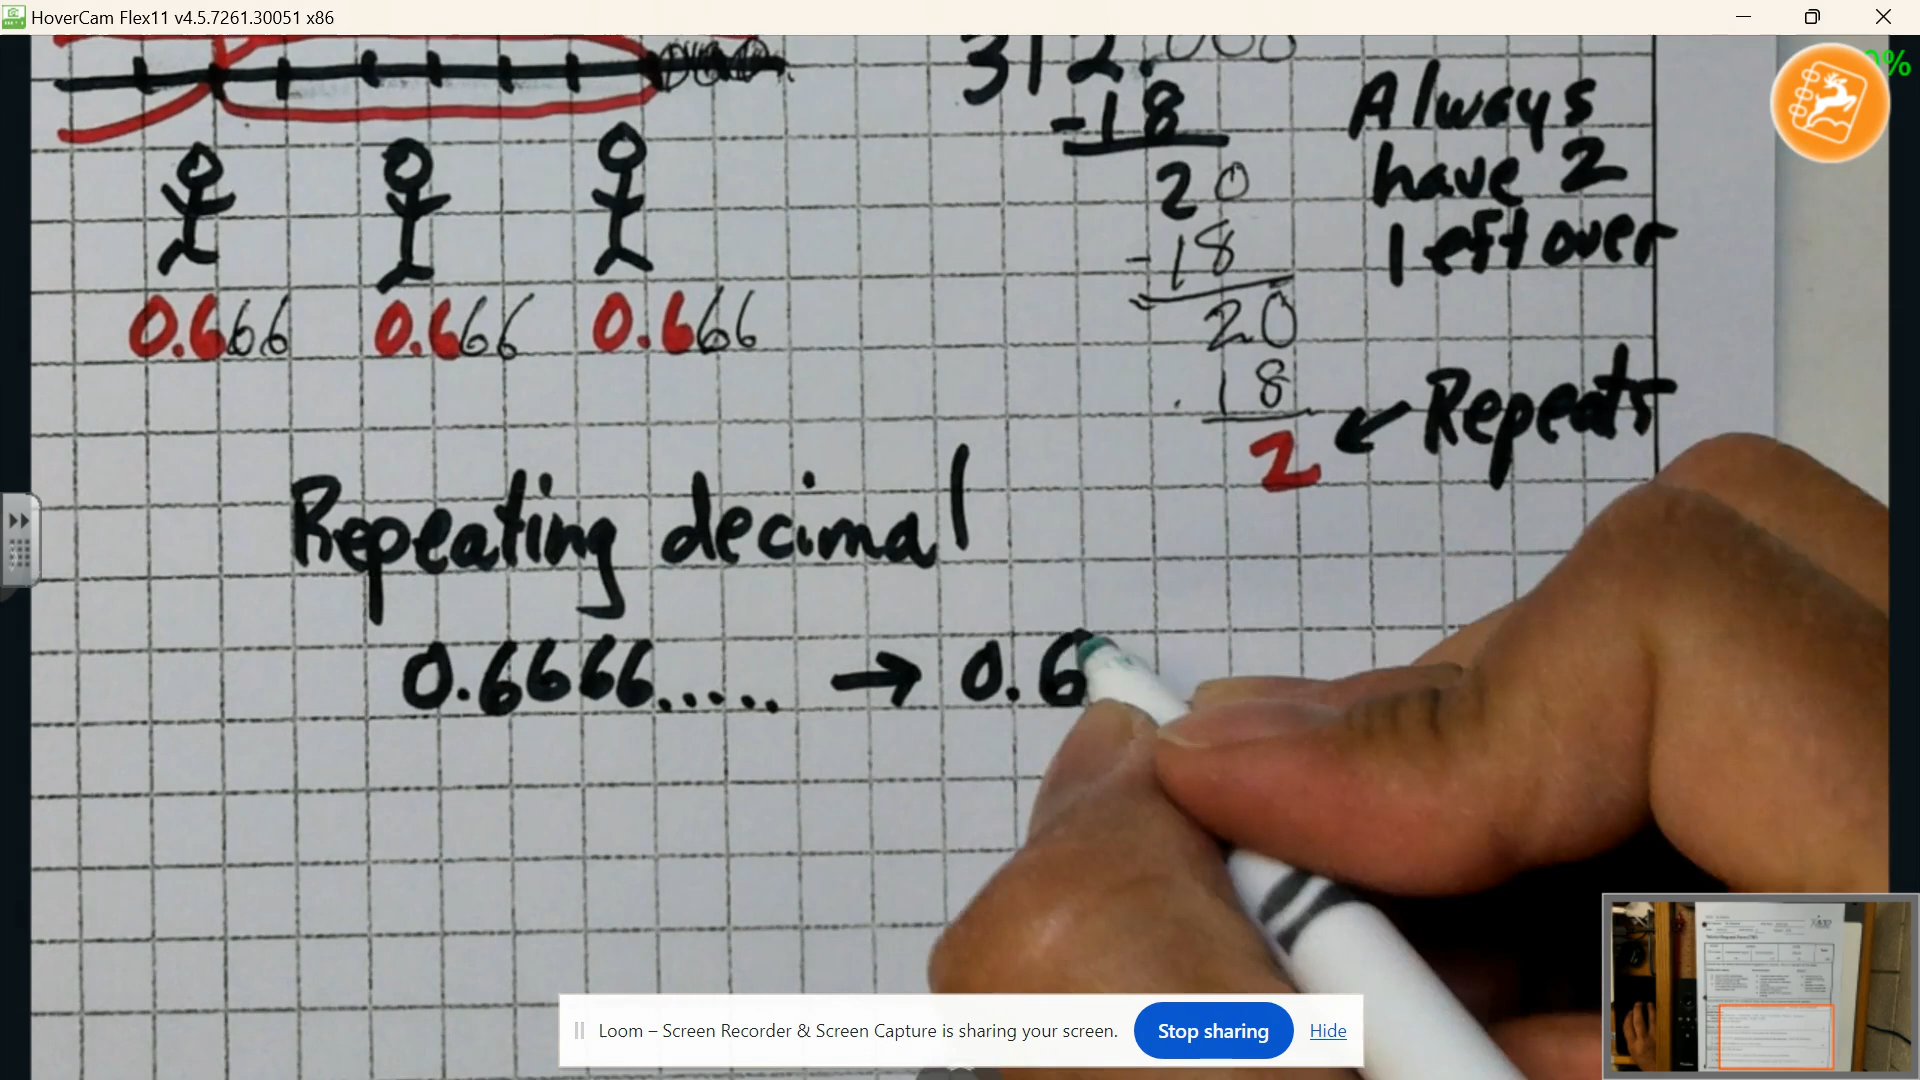 HoverCam Flex11 v4.5.7261.30051 x86
%
312.000
-18
20
-18
20
18
2
Always
have 2
left over
← Repeats
0.666 0.666 0.666
Repeating decimal
0.6666..... → 0.6
Loom – Screen Recorder & Screen Capture is sharing your screen.
Stop sharing
Hide